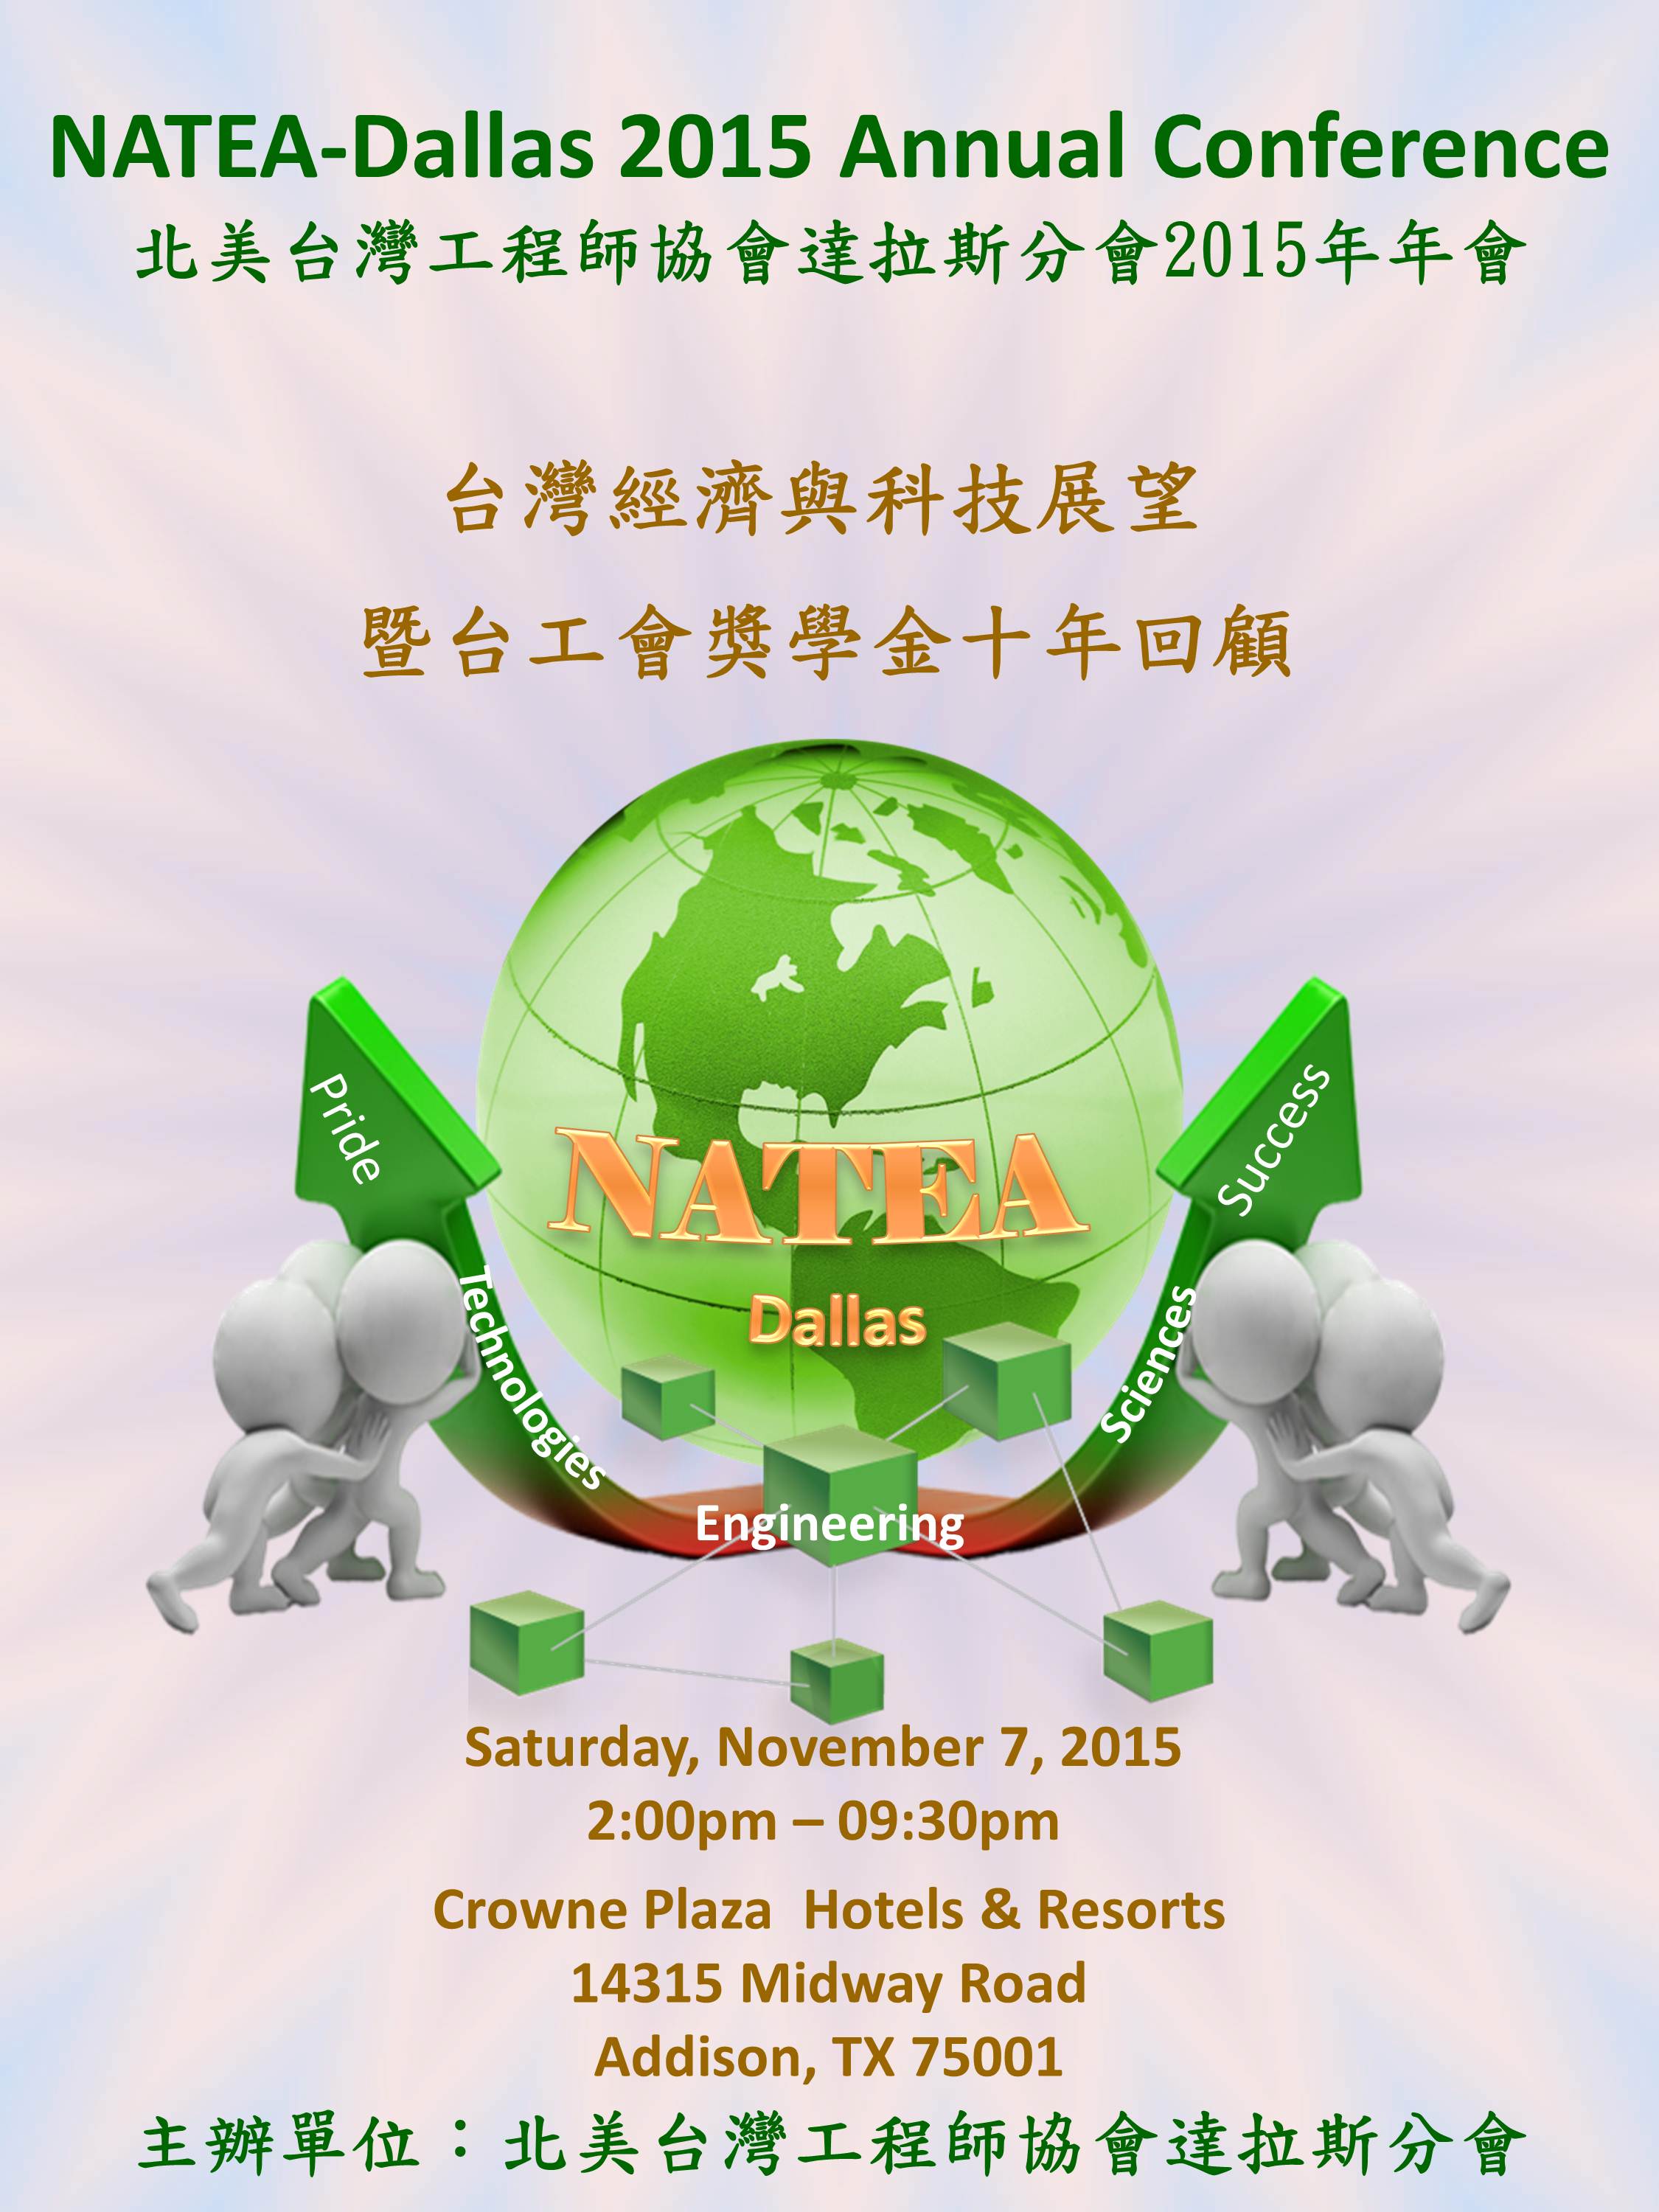 NATEA-Dallas 2015 Annual Conference
北美台灣工程師協會達拉斯分會2015年年會
台灣經濟與科技展望
暨台工會獎學金十年回顧
Pride
Success
NATEA
Dallas
Technologies
Sciences
Engineering
Saturday, November 7, 2015
2:00pm – 09:30pm
Crowne Plaza Hotels & Resorts
14315 Midway Road
Addison, TX 75001
主辦單位：北美台灣工程師協會達拉斯分會